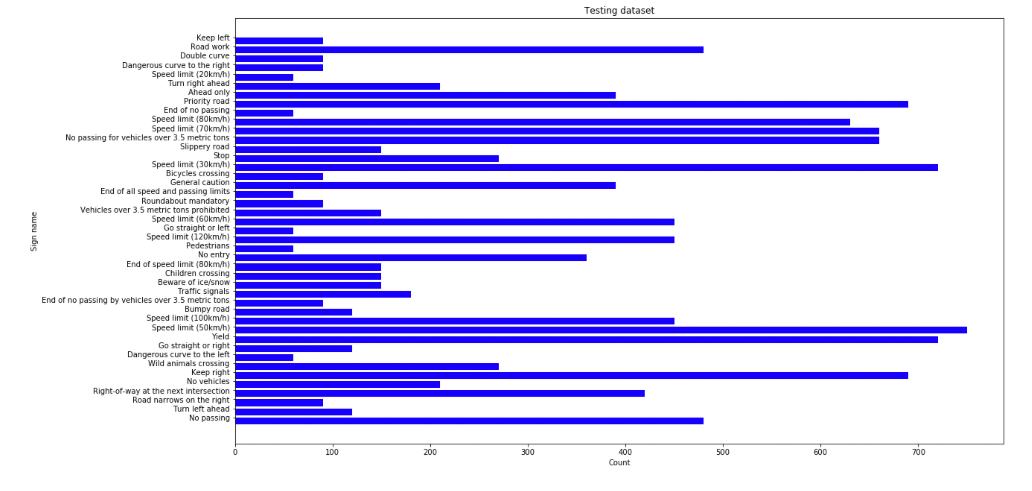 Testing dataset
Keep left
Road work
Double curve
Dangerous curve to the right
Speed limit (20km/h)
Turn right ahead
Ahead only
Priority road
End of no passing
Speed limit (80km/h)
Speed limit (70km/h)
No passing for vehicles over 3.5 metric tons
Slippery road
Stop
Speed limit (30km/h)
Bicycles crossing
General caution
End of all speed and passing limits
Roundabout mandatory
Vehicles over 3.5 metric tons prohibited
Speed limit (60km/h)
Go straight or left
Speed limit (120km/h)
Pedestrians
No entry
End of speed limit (80km/h)
Children crossing
Beware of ice/snow
Traffic signals
End of no passing by vehicles over 3.5 metric tons
Bumpy road
Speed limit (100km/h)
Speed limit (50km/h)
Yield
Go straight or right
Dangerous curve to the left
Wild animals crossing
Keep right
No vehicles
Right-of-way at the next intersection
Road narrows on the right
Turn left ahead
No passing
Sign name
0 100 200 300 400 500 600 700
Count